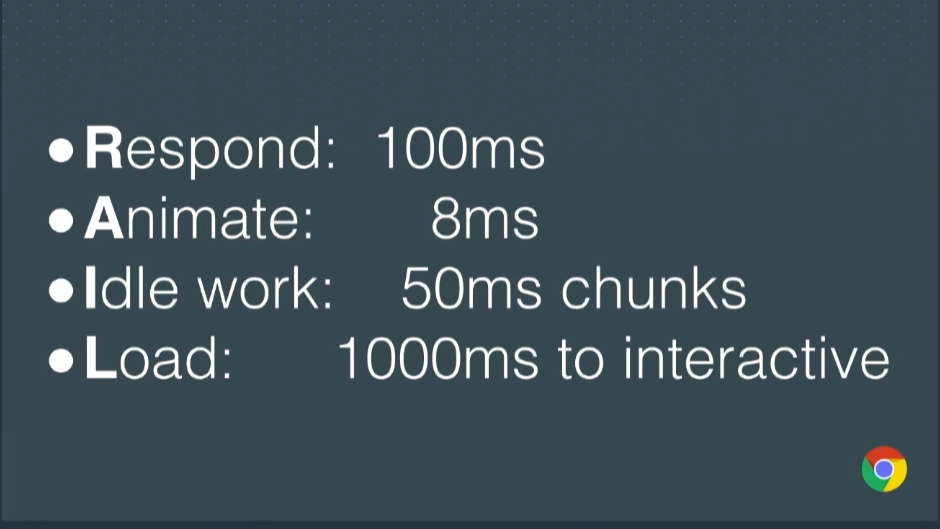 •Respond: 100ms
•Animate: 8ms
•Idle work: 50ms chunks
•Load: 1000ms to interactive